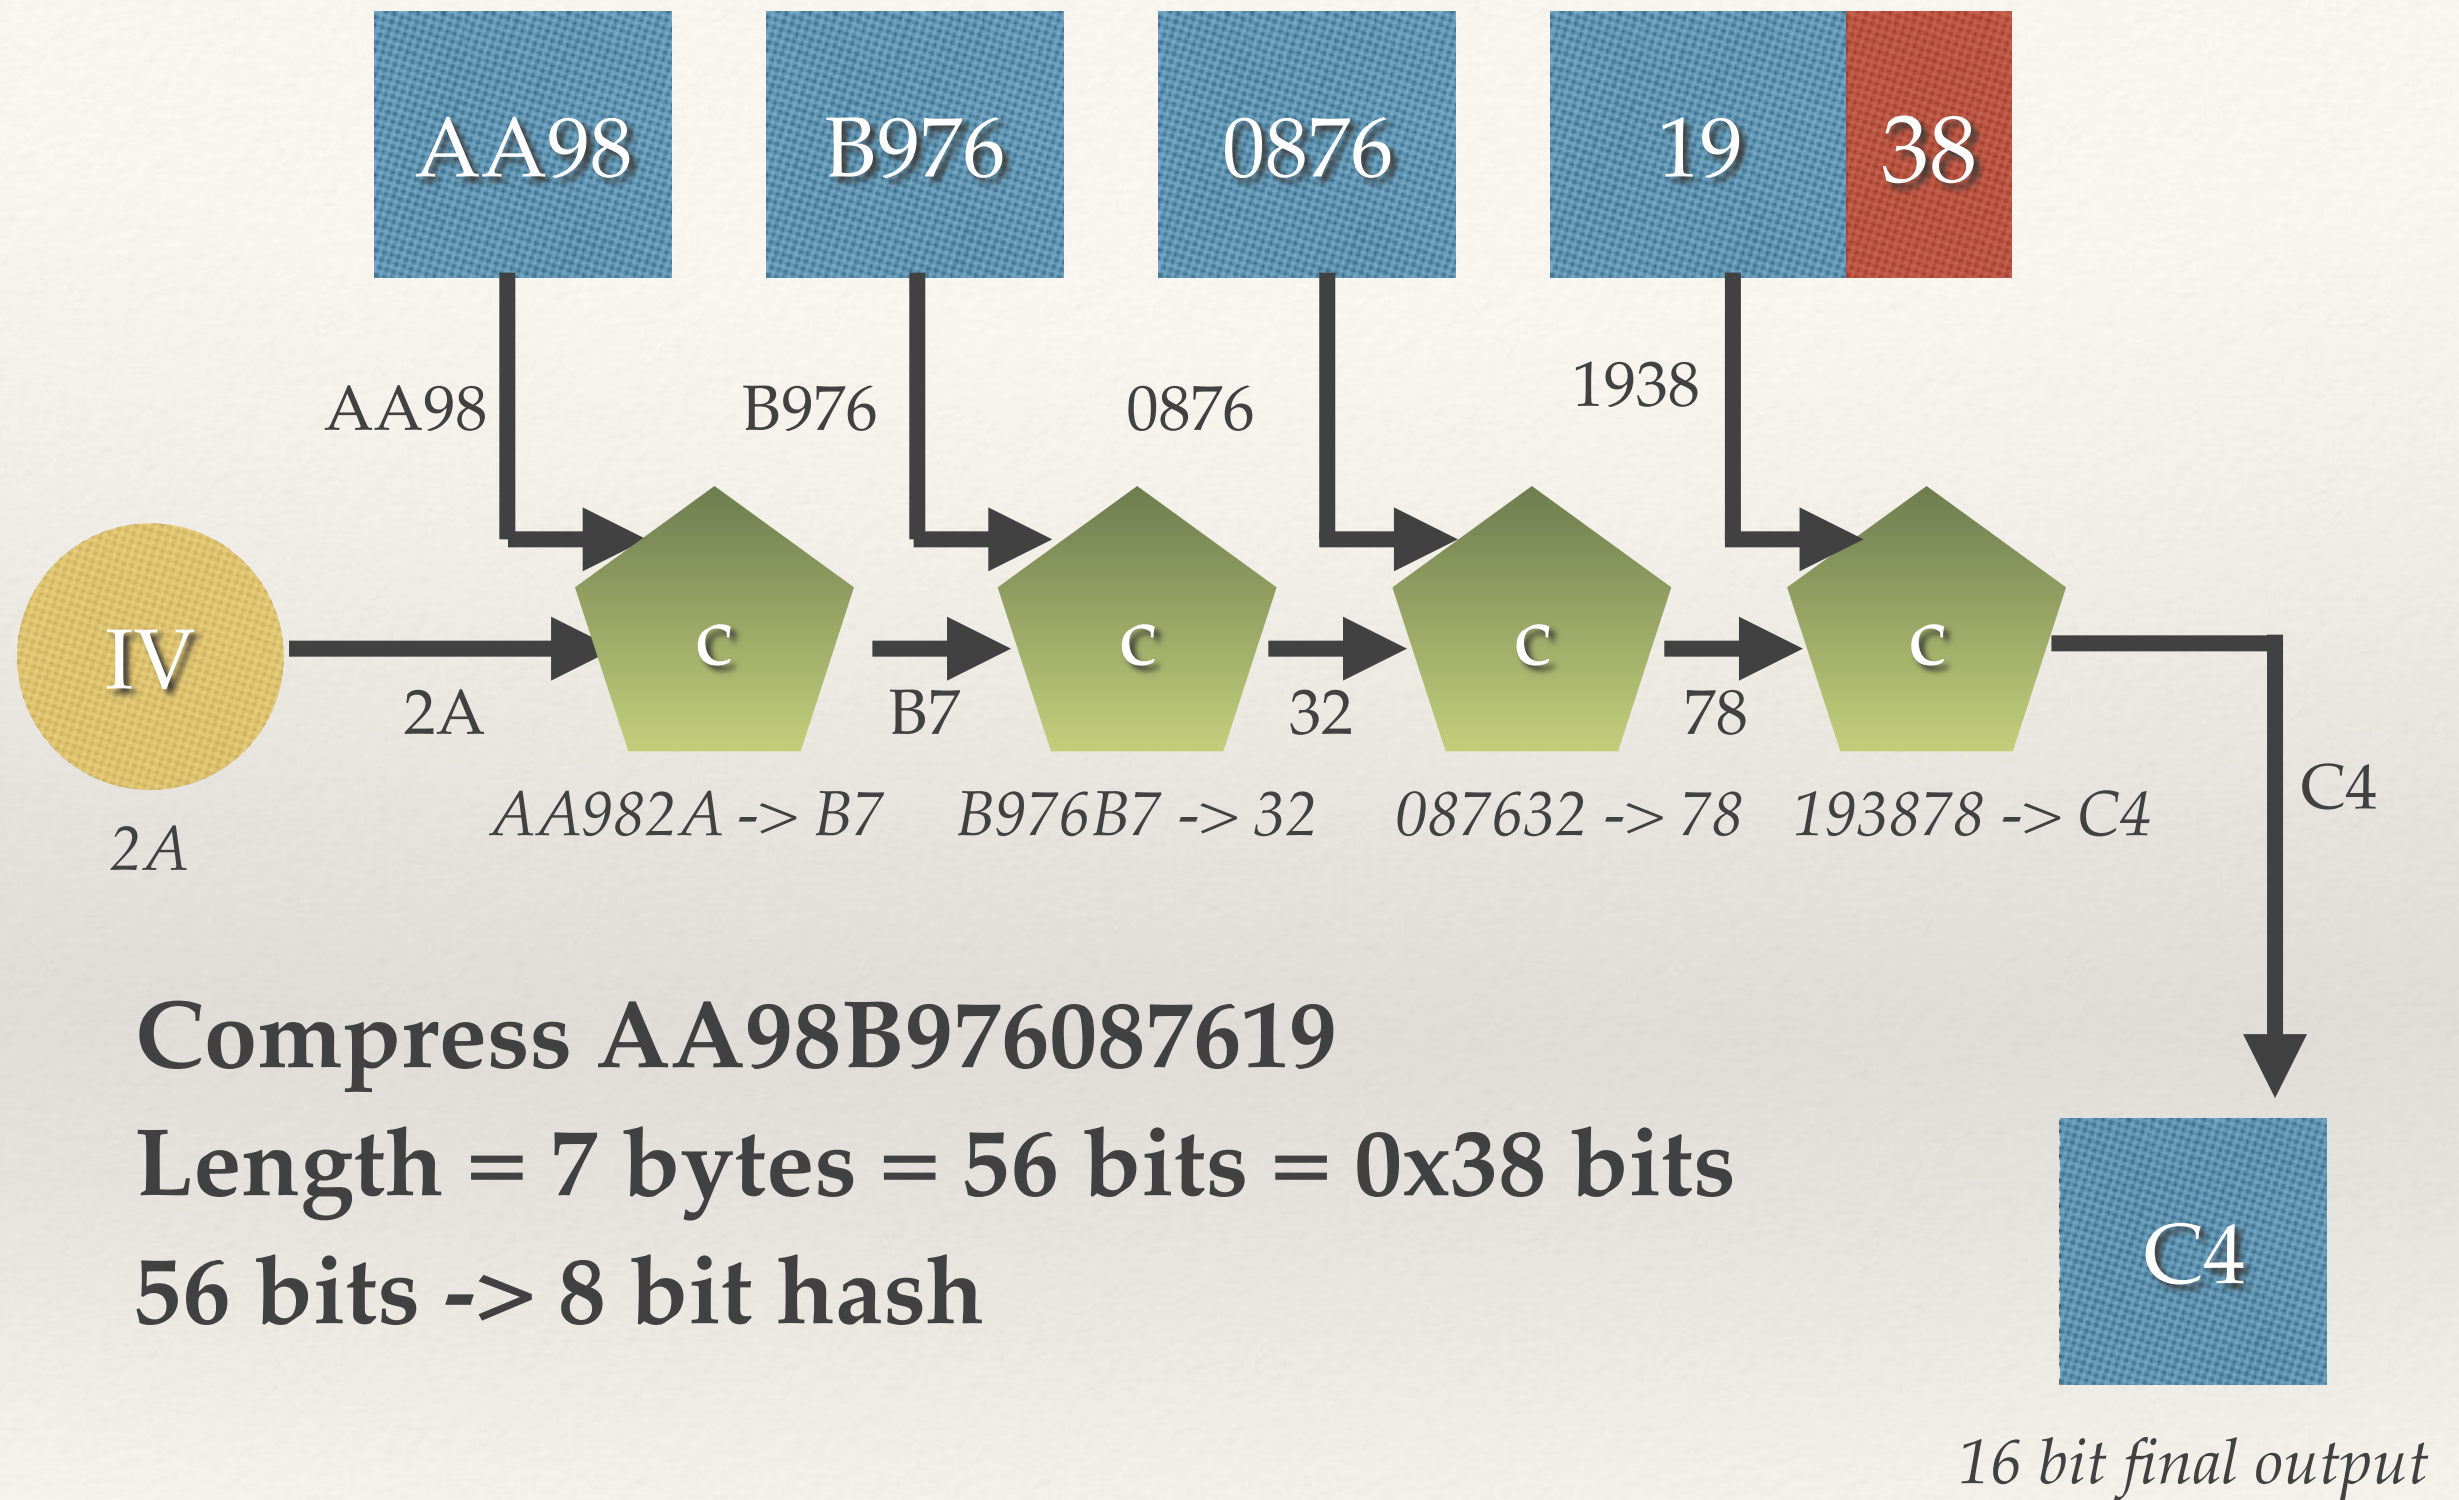 AA98 B976 0876 19 38
AA98 B976 0876 1938
IV c c c c
2A B7 32 78
C4
2A
AA982A -> B7 B976B7 -> 32 087632 -> 78 193878 -> C4
Compress AA98B976087619
Length = 7 bytes = 56 bits = 0x38 bits
56 bits -> 8 bit hash
C4
16 bit final output